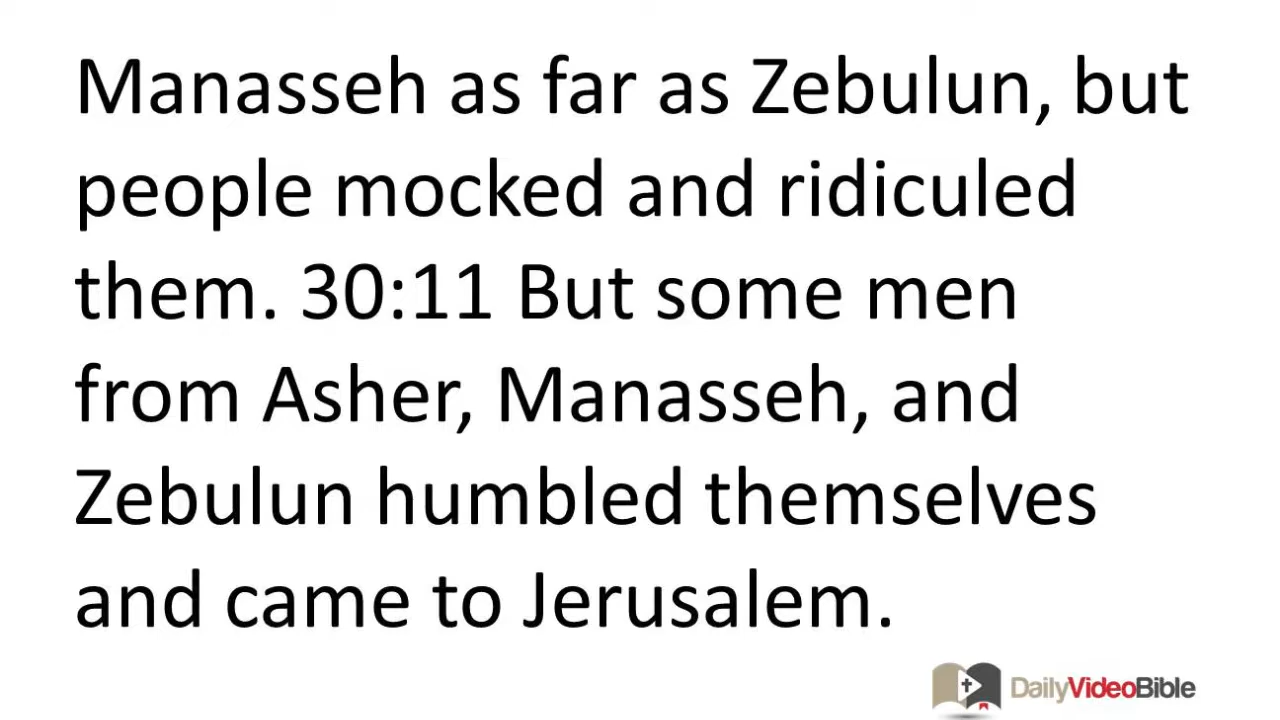 Manasseh as far as Zebulun, but
people mocked and ridiculed
them. 30:11 But some men
from Asher, Manasseh, and
Zebulun humbled themselves
and came to Jerusalem.
DailyVideoBible